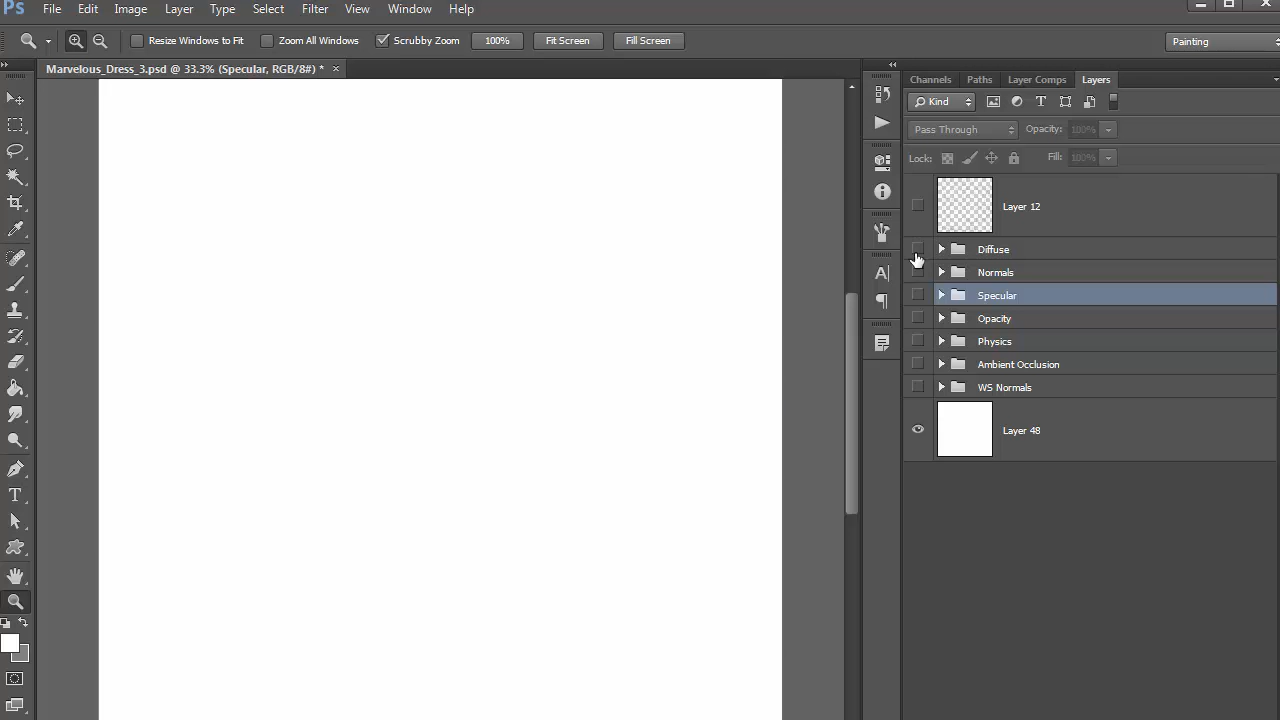 Ps File Edit Image Layer Type Select Filter View Window Help
Resize Windows to Fit Zoom All Windows Scrubby Zoom 100% Fit Screen Fill Screen Painting
Marvelous_Dress_3.psd @ 33.3% (Specular, RGB/8#) * ×
Channels Paths Layer Comps Layers
Kind
Pass Through Opacity: 100%
Lock: Fill: 100%
Layer 12
Diffuse
Normals
Specular
Opacity
Physics
Ambient Occlusion
WS Normals
Layer 48